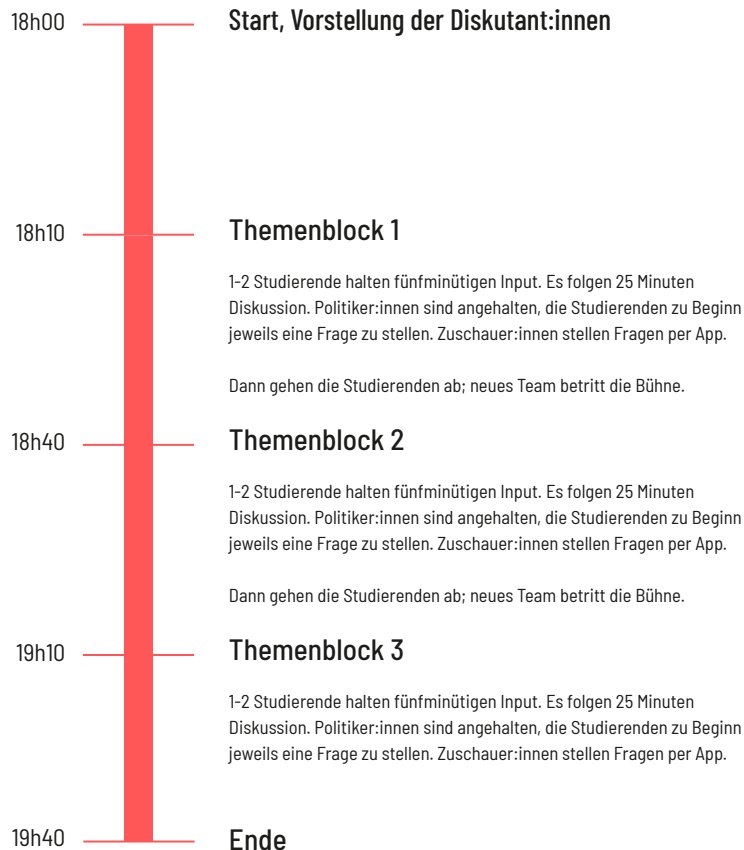 18h00 Start, Vorstellung der Diskutant:innen
18h10 Themenblock 1
1-2 Studierende halten fünfminütigen Input. Es folgen 25 Minuten
Diskussion. Politiker:innen sind angehalten, die Studierenden zu Beginn
jeweils eine Frage zu stellen. Zuschauer:innen stellen Fragen per App.
Dann gehen die Studierenden ab; neues Team betritt die Bühne.
18h40 Themenblock 2
1-2 Studierende halten fünfminütigen Input. Es folgen 25 Minuten
Diskussion. Politiker:innen sind angehalten, die Studierenden zu Beginn
jeweils eine Frage zu stellen. Zuschauer:innen stellen Fragen per App.
Dann gehen die Studierenden ab; neues Team betritt die Bühne.
19h10 Themenblock 3
1-2 Studierende halten fünfminütigen Input. Es folgen 25 Minuten
Diskussion. Politiker:innen sind angehalten, die Studierenden zu Beginn
jeweils eine Frage zu stellen. Zuschauer:innen stellen Fragen per App.
19h40 Ende